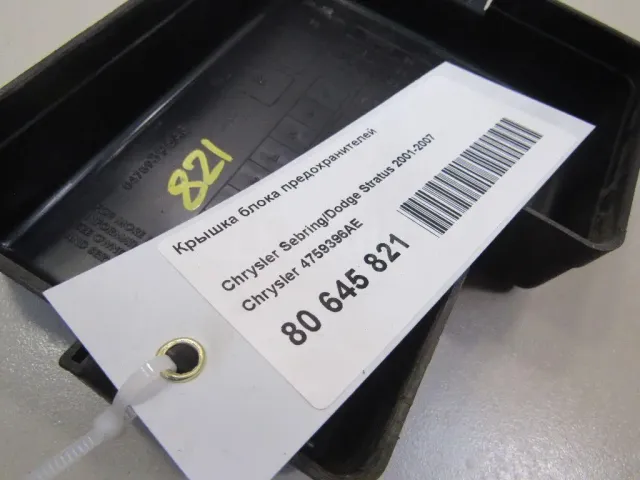 821
Крышка блока предохранителей
Chrysler Sebring/Dodge Stratus 2001-2007
Chrysler 4759396AE
80 645 821